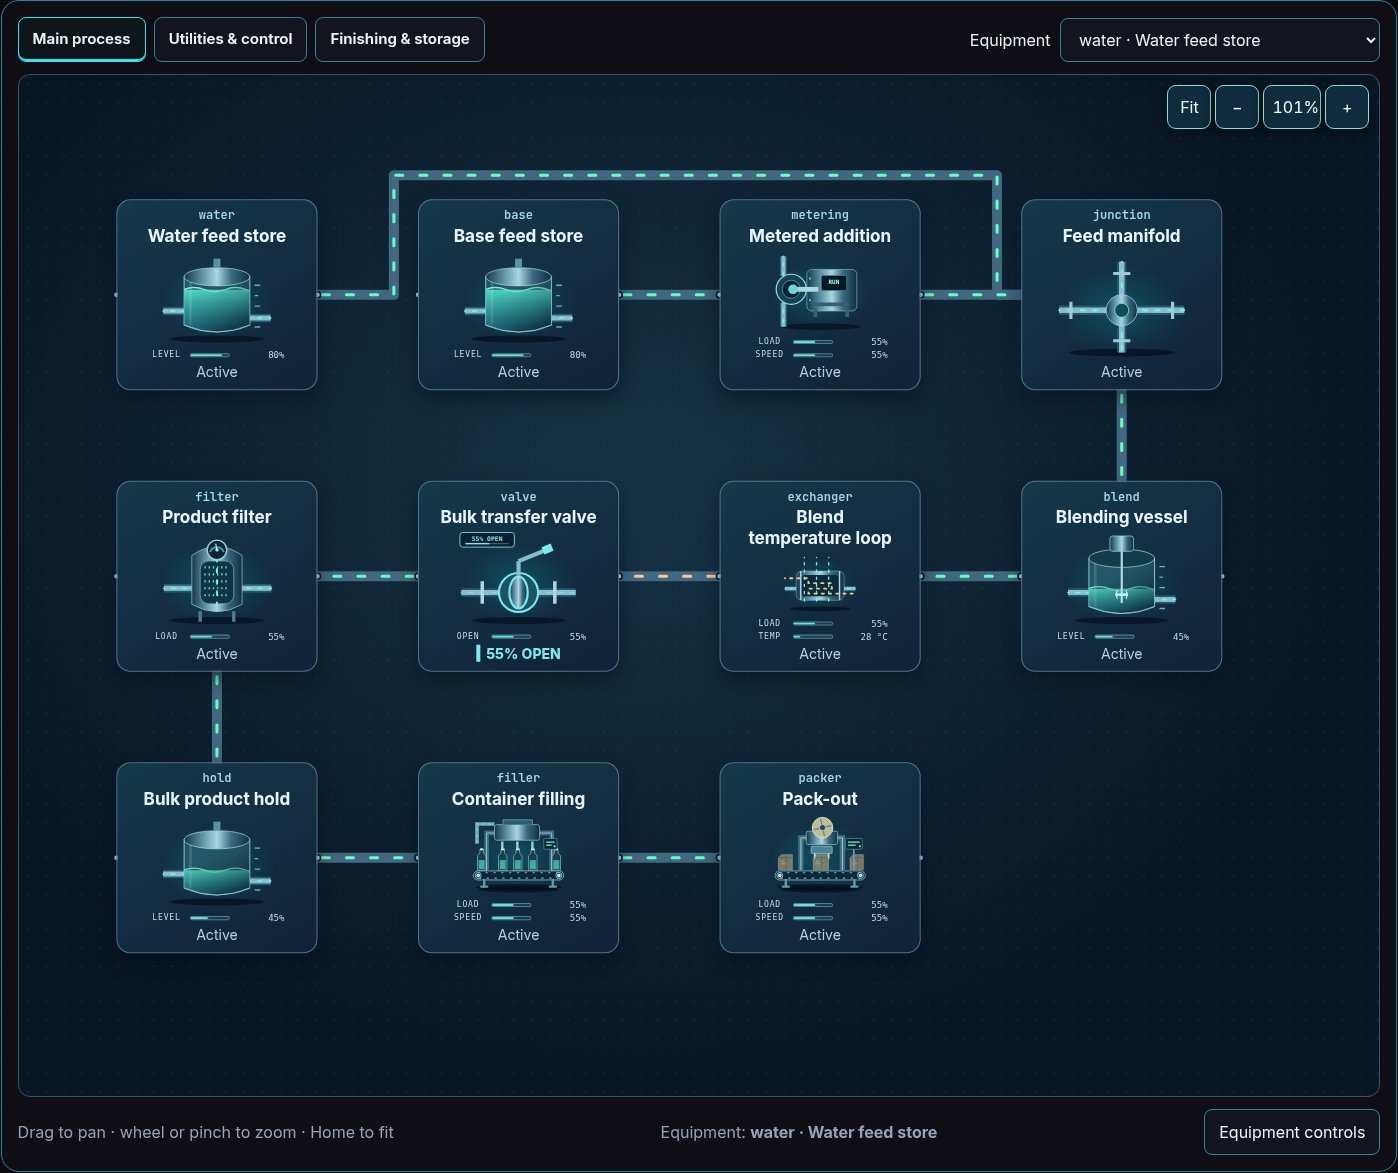 Main process
Utilities & control
Finishing & storage
Equipment
water · Water feed store
Fit
−
101%
+
water
Water feed store
LEVEL 80%
Active
base
Base feed store
LEVEL 80%
Active
metering
Metered addition
RUN
LOAD 55%
SPEED 55%
Active
junction
Feed manifold
Active
filter
Product filter
LOAD 55%
Active
valve
Bulk transfer valve
55% OPEN
OPEN 55%
55% OPEN
exchanger
Blend
temperature loop
LOAD 55%
TEMP 28 °C
Active
blend
Blending vessel
LEVEL 45%
Active
hold
Bulk product hold
LEVEL 45%
Active
filler
Container filling
LOAD 55%
SPEED 55%
Active
packer
Pack-out
LOAD 55%
SPEED 55%
Active
Drag to pan · wheel or pinch to zoom · Home to fit
Equipment: water · Water feed store
Equipment controls